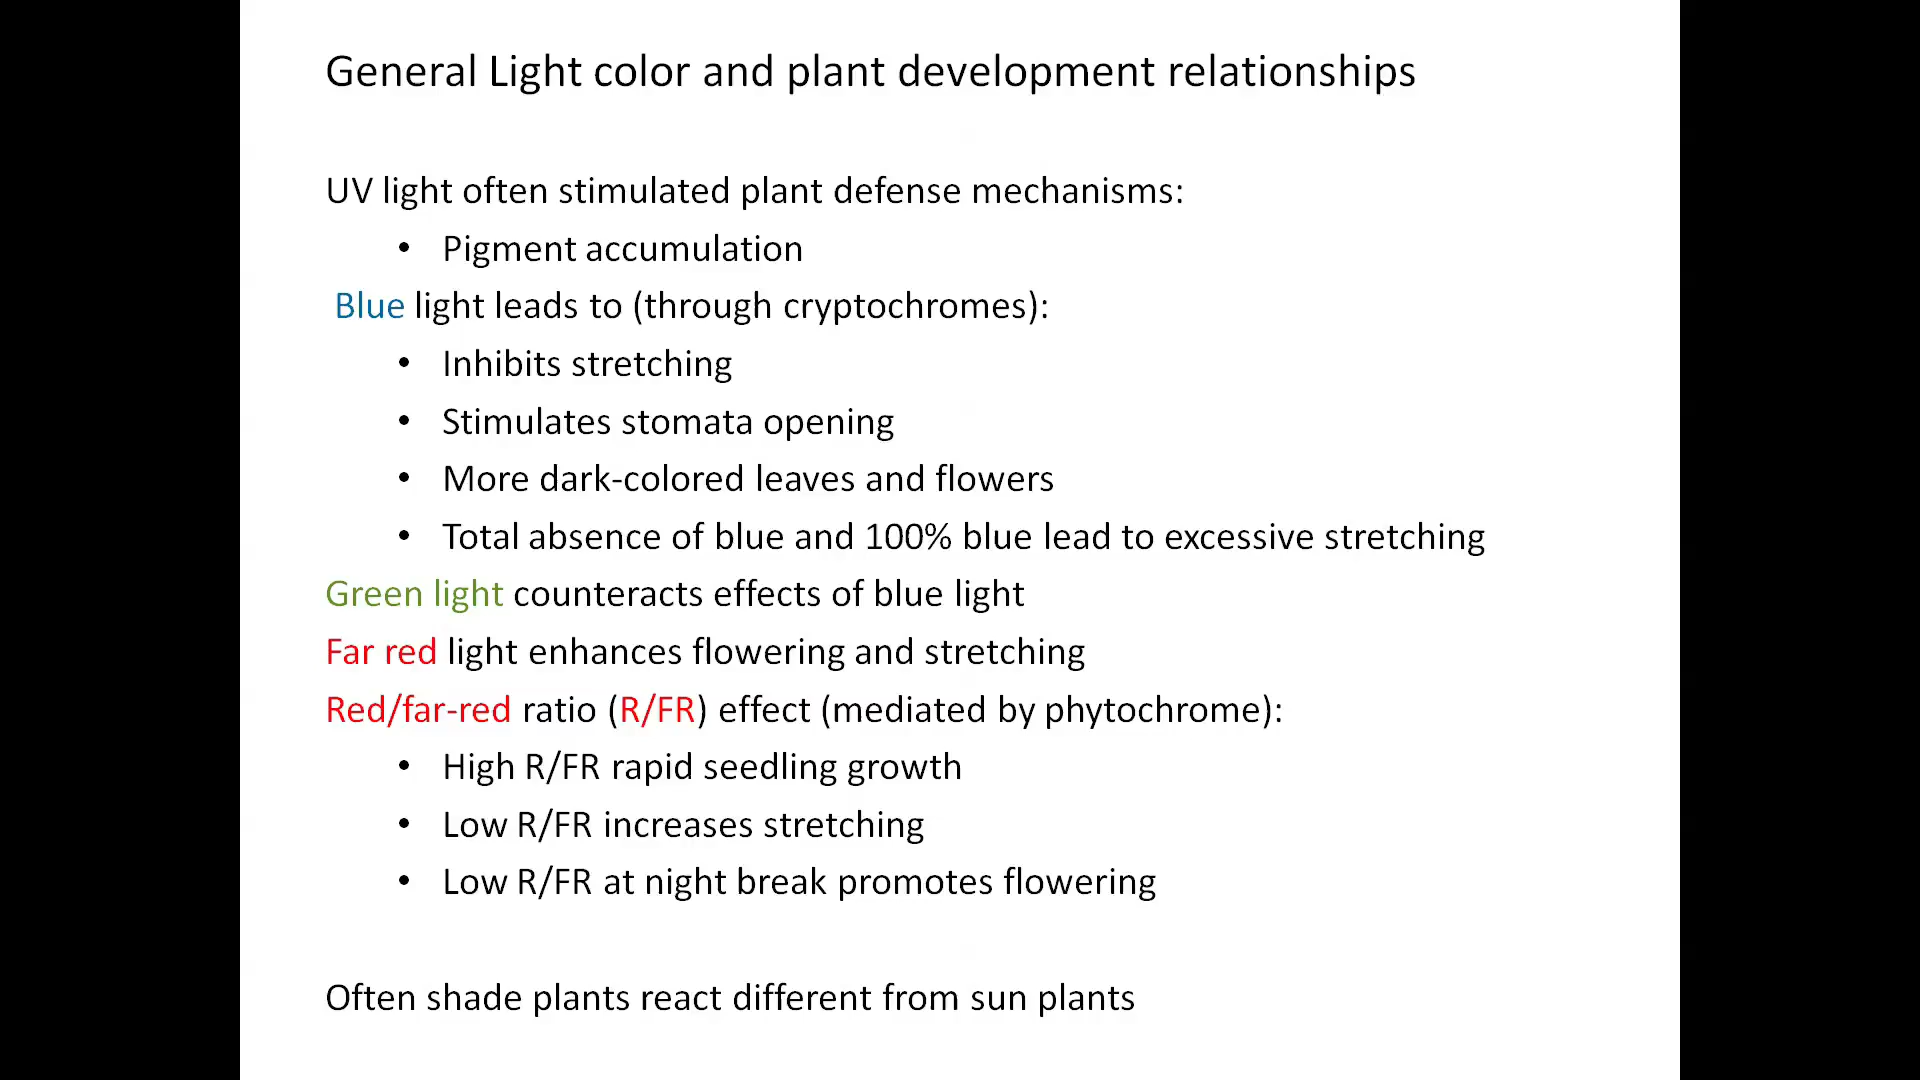 General Light color and plant development relationships
UV light often stimulated plant defense mechanisms:
• Pigment accumulation
Blue light leads to (through cryptochromes):
• Inhibits stretching
• Stimulates stomata opening
• More dark-colored leaves and flowers
• Total absence of blue and 100% blue lead to excessive stretching
Green light counteracts effects of blue light
Far red light enhances flowering and stretching
Red/far-red ratio (R/FR) effect (mediated by phytochrome):
• High R/FR rapid seedling growth
• Low R/FR increases stretching
• Low R/FR at night break promotes flowering
Often shade plants react different from sun plants